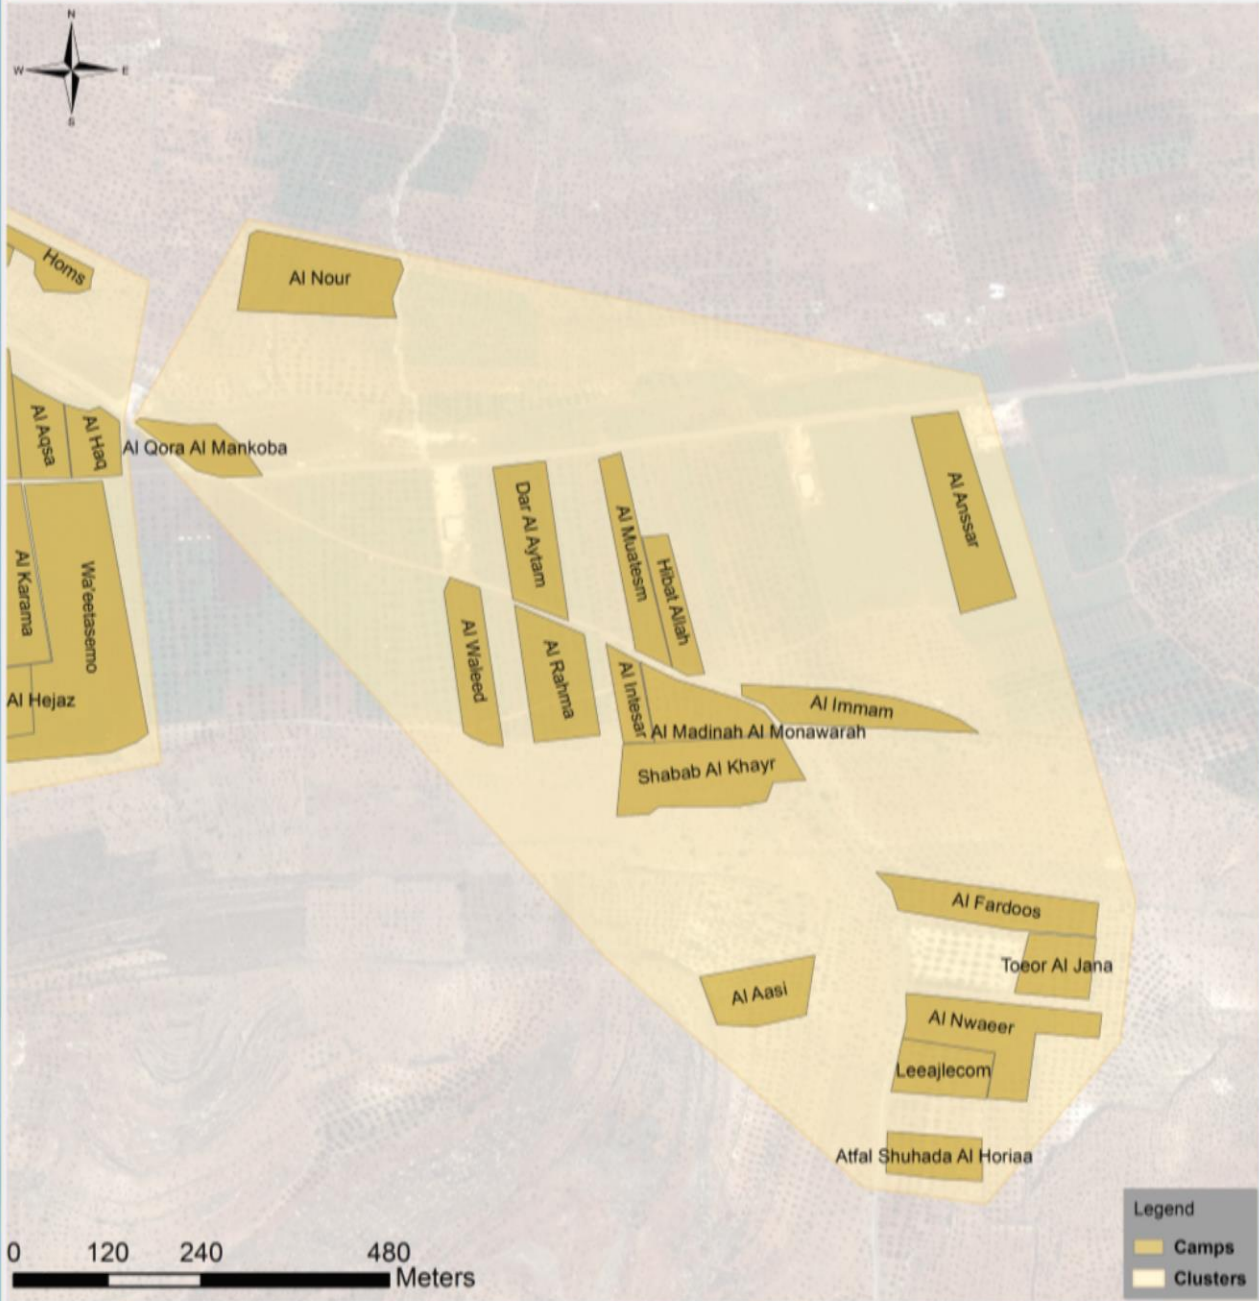 N
W E
S
Homs
Al Nour
Al Aqsa
Al Haq
Al Qora Al Mankoba
Al Anssar
Dar Al Aytam
Al Muatesm
Hibat Allah
Al Karama
Wa'eetasemo
Al Waleed
Al Rahma
Al Intesar
Al Hejaz
Al Immam
Al Madinah Al Monawarah
Shabab Al Khayr
Al Fardoos
Toeor Al Jana
Al Aasi
Al Nwaeer
Leeajlecom
Atfal Shuhada Al Horiaa
Legend
Camps
Clusters
0 120 240 480
Meters